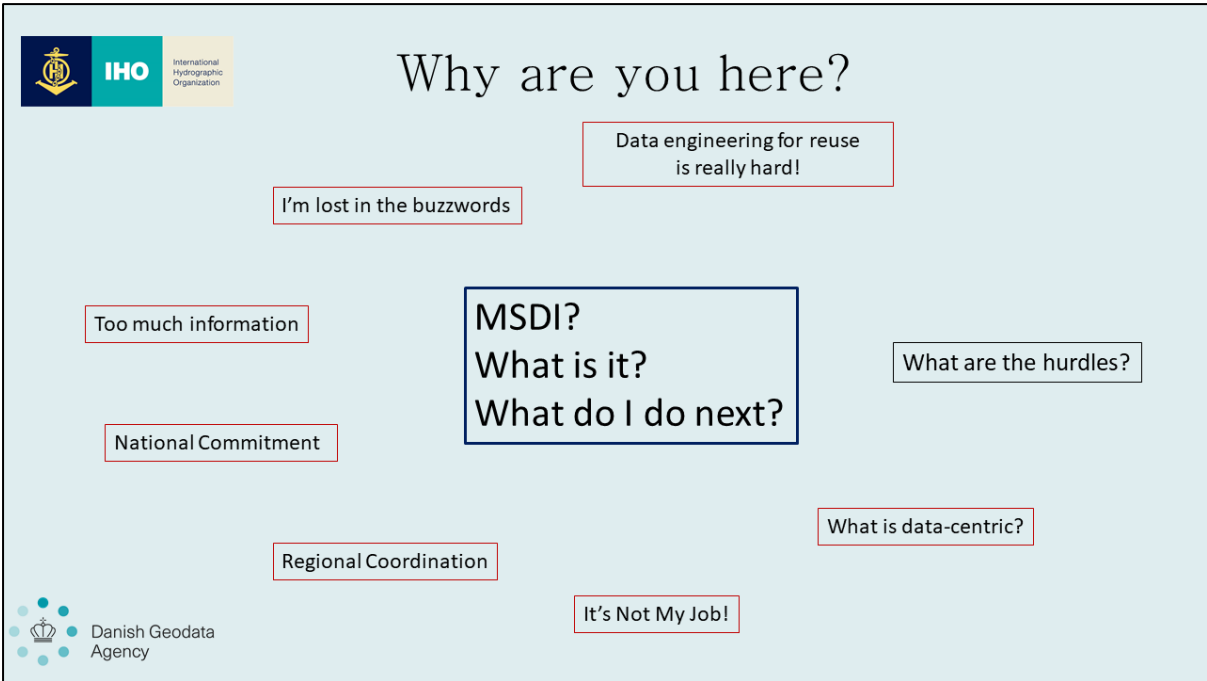 IHO
International
Hydrographic
Organization
Why are you here?
Data engineering for reuse
is really hard!
I’m lost in the buzzwords
Too much information
MSDI?
What is it?
What do I do next?
What are the hurdles?
National Commitment
What is data-centric?
Regional Coordination
It’s Not My Job!
Danish Geodata
Agency